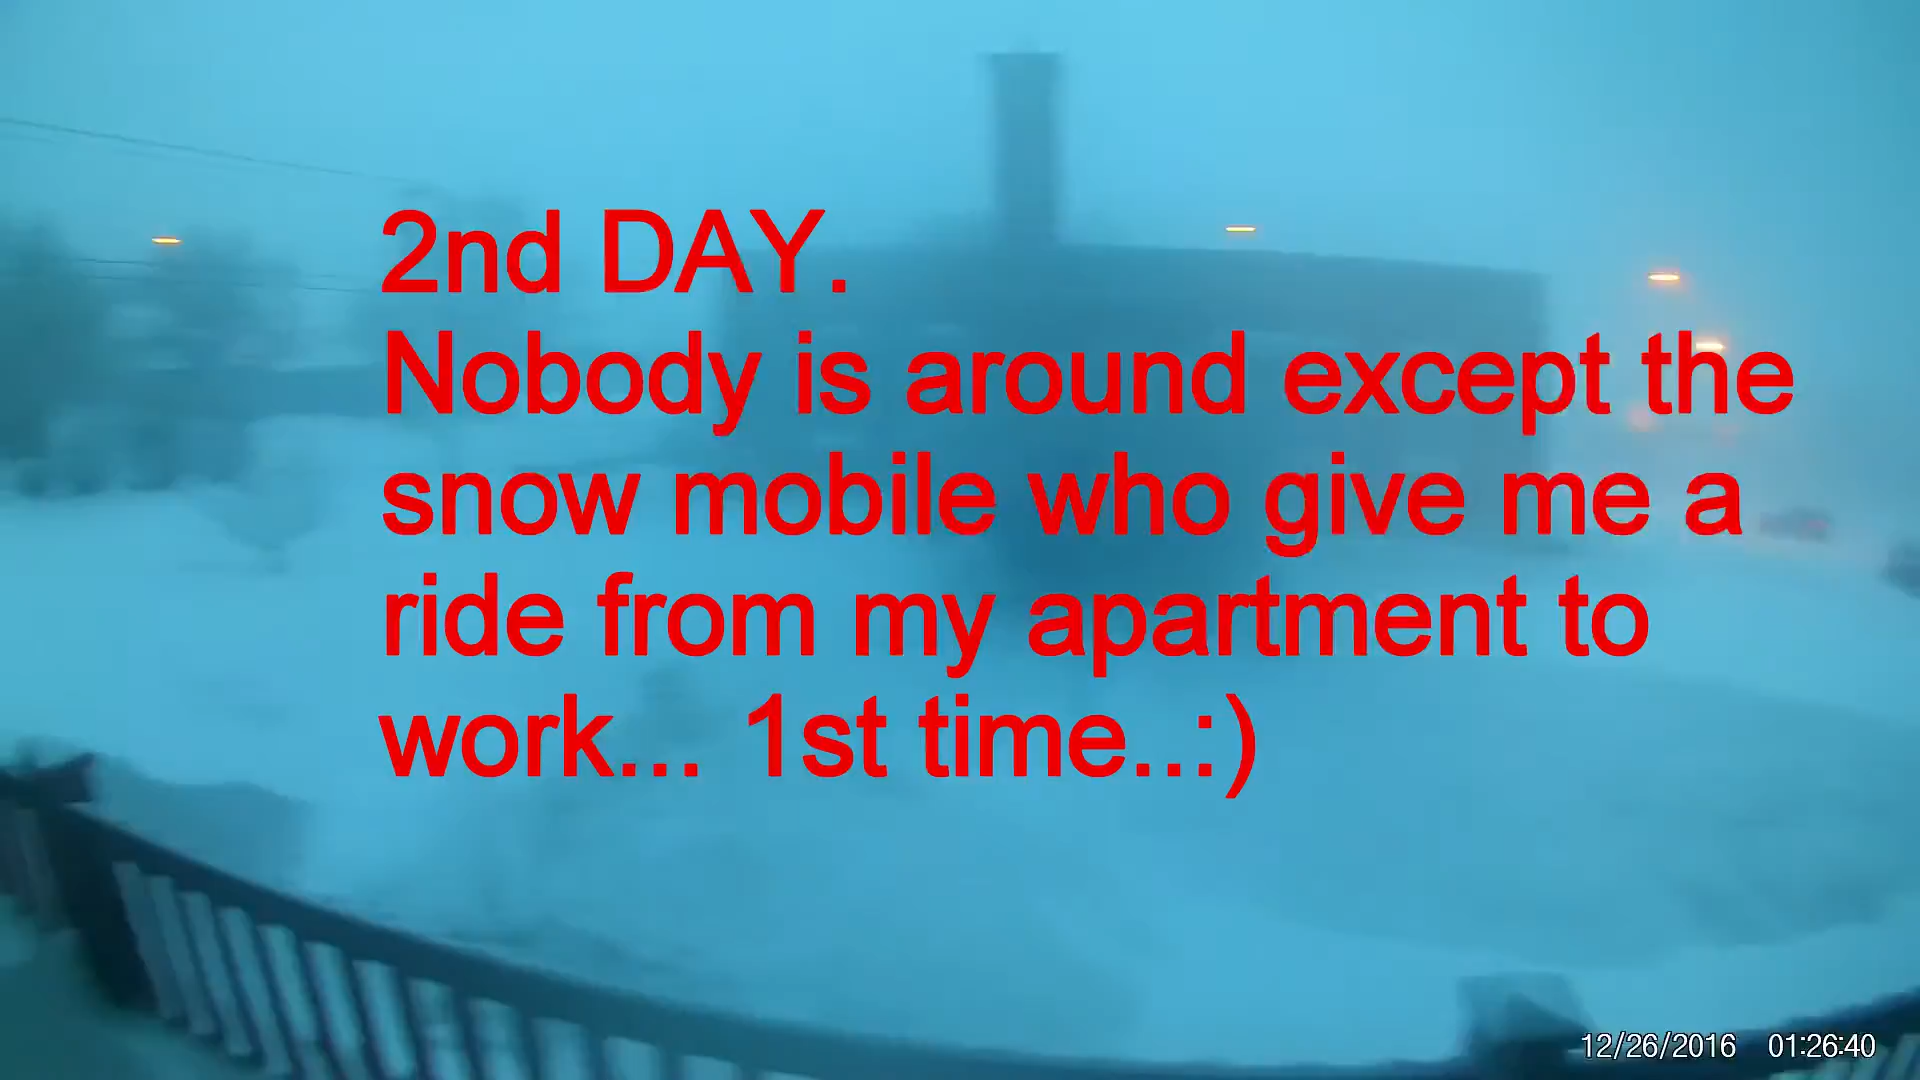 2nd DAY.
Nobody is around except the
snow mobile who give me a
ride from my apartment to
work... 1st time..:)
12/26/2016 01:26:40